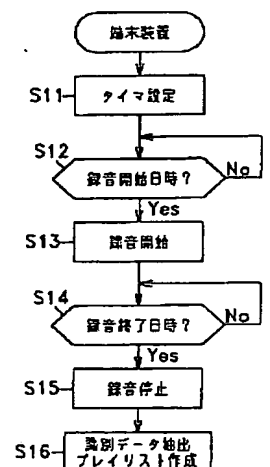 端末装置
S11
タイマ設定
S12
録音開始日時?
No
Yes
S13
録音開始
S14
録音終了日時?
No
Yes
S15
録音停止
S16
識別データ抽出
プレイリスト作成